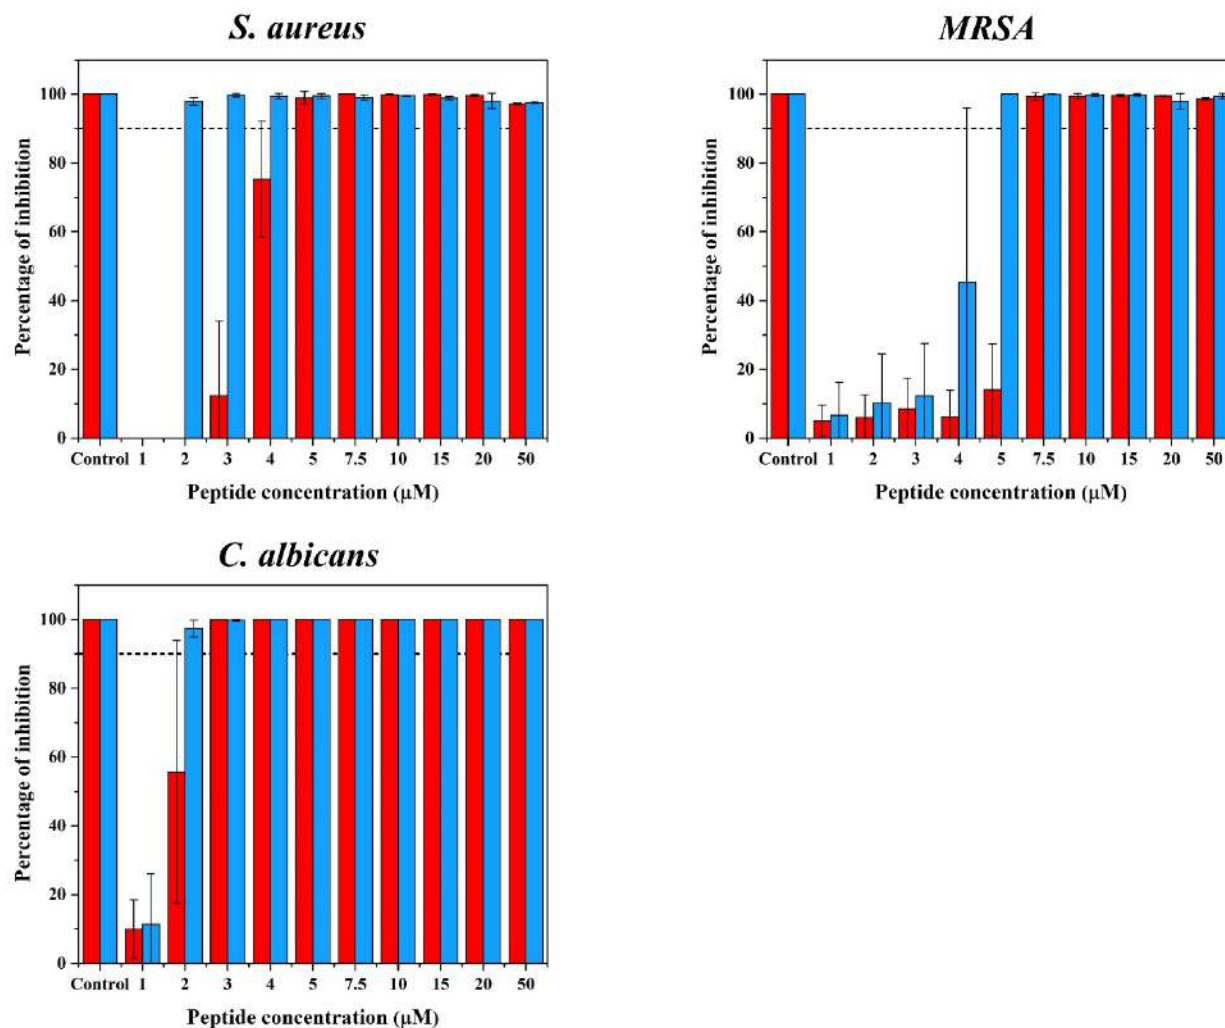 S. aureus
Percentage of inhibition
100
80
60
40
20
0
Control 1 2 3 4 5 7.5 10 15 20 50
Peptide concentration (μM)
MRSA
Percentage of inhibition
100
80
60
40
20
0
Control 1 2 3 4 5 7.5 10 15 20 50
Peptide concentration (μM)
C. albicans
Percentage of inhibition
100
80
60
40
20
0
Control 1 2 3 4 5 7.5 10 15 20 50
Peptide concentration (μM)